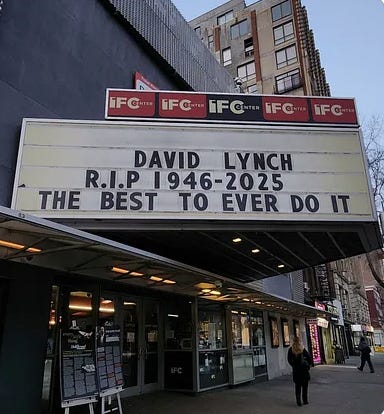 IFC CENTER IFC CENTER IFC CENTER IFC CENTER IFC CENTER
DAVID LYNCH
R.I.P 1946-2025
THE BEST TO EVER DO IT
IFC